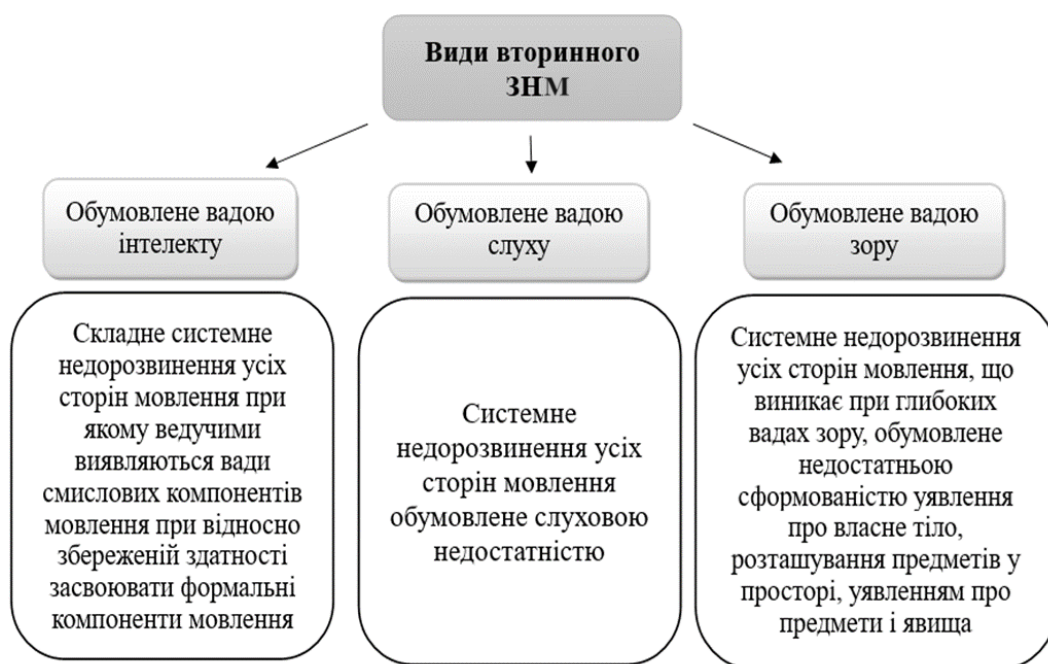 Види вторинного
ЗНМ
Обумовлене вадою
інтелекту
Обумовлене вадою
слуху
Обумовлене вадою
зору
Складне системне
недорозвинення усіх
сторін мовлення при
якому ведучими
виявляються вади
смислових компонентів
мовлення при відносно
збереженій здатності
засвоювати формальні
компоненти мовлення
Системне
недорозвинення усіх
сторін мовлення
обумовлене слуховою
недостатністю
Системне недорозвинення
усіх сторін мовлення, що
виникає при глибоких
вадах зору, обумовлене
недостатньою
сформованістю уявлення
про власне тіло,
розташування предметів у
просторі, уявленням про
предмети і явища